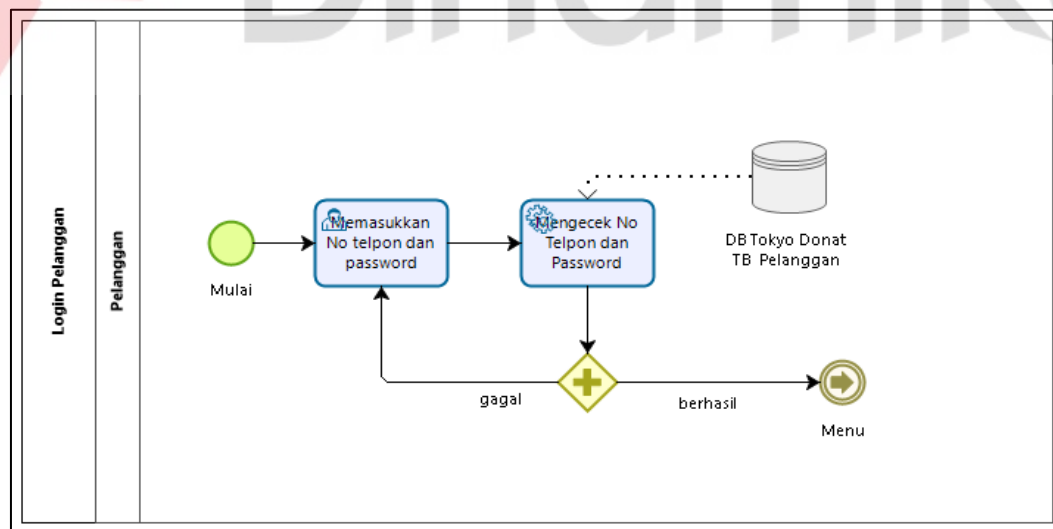 Dinamik
Login Pelanggan
Pelanggan
Mulai
Memasukkan
No telpon dan
password
Mengecek No
Telpon dan
Password
DB Tokyo Donat
TB Pelanggan
gagal
berhasil
Menu